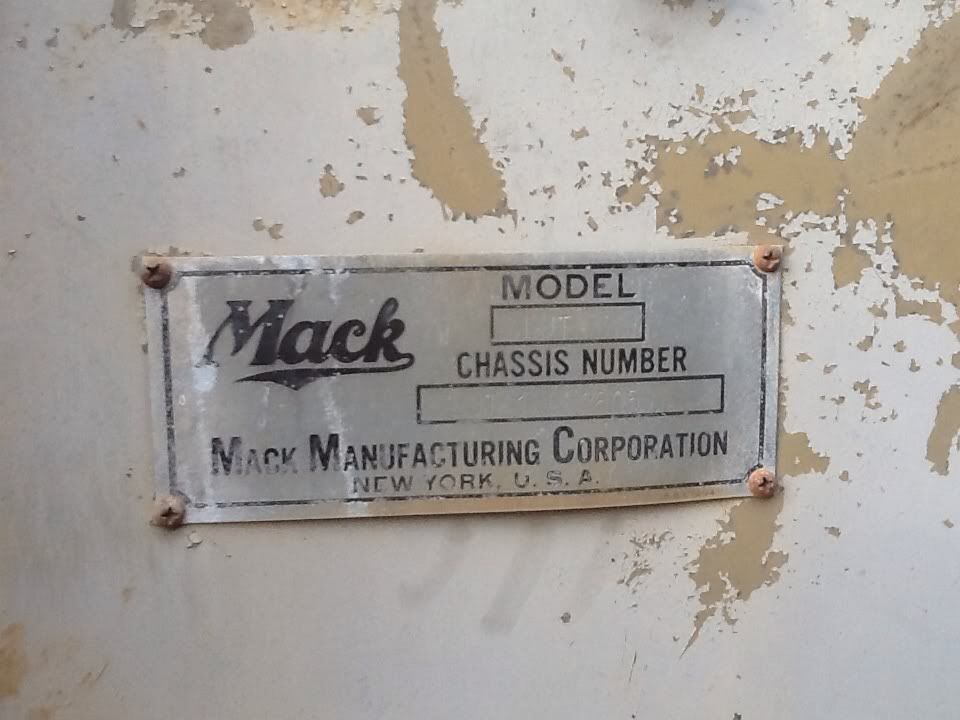 Mack
MODEL
CHASSIS NUMBER
MACK MANUFACTURING CORPORATION
NEW YORK, U. S. A.